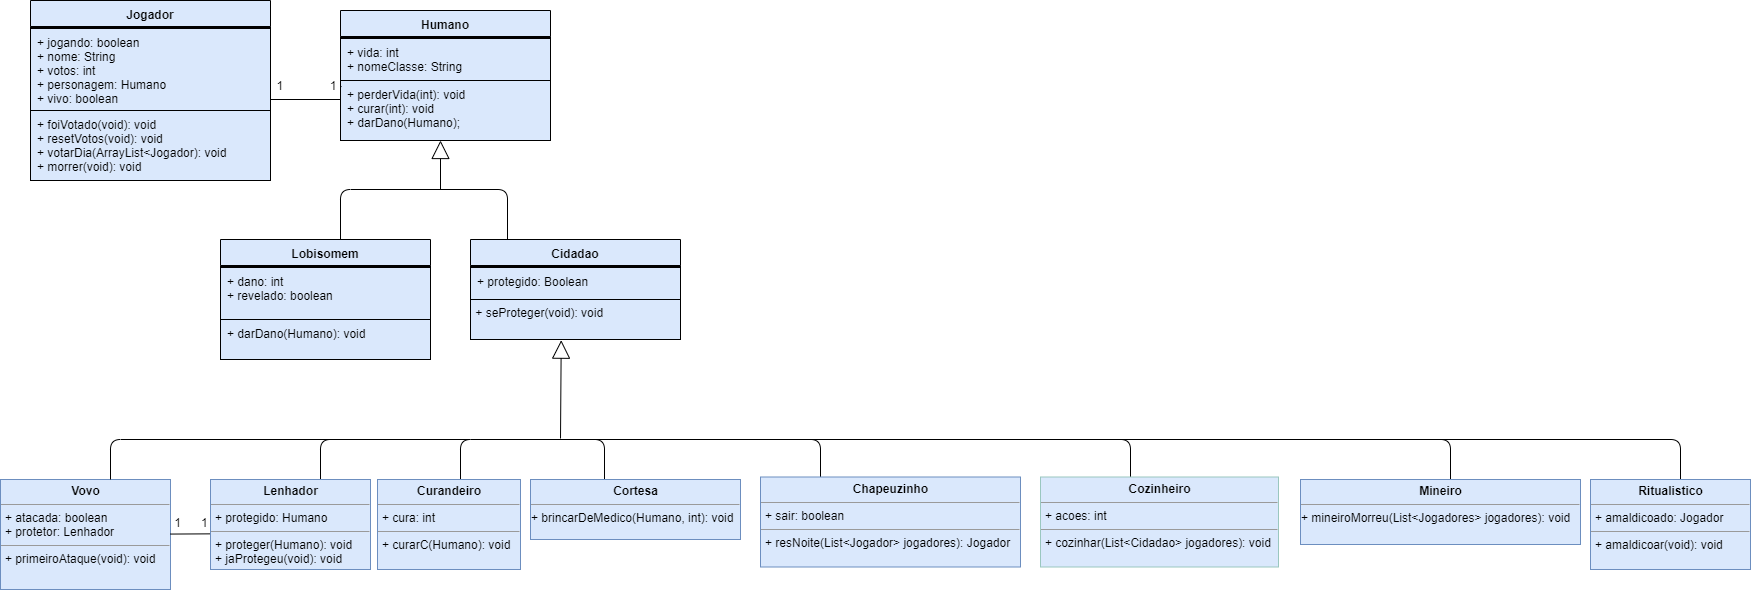 Jogador
+ jogando: boolean
+ nome: String
+ votos: int
+ personagem: Humano
+ vivo: boolean
+ foiVotado(void): void
+ resetVotos(void): void
+ votarDia(ArrayList<Jogador): void
+ morrer(void): void
1
1
Humano
+ vida: int
+ nomeClasse: String
+ perderVida(int): void
+ curar(int): void
+ darDano(Humano);
Lobisomem
+ dano: int
+ revelado: boolean
+ darDano(Humano): void
Cidadao
+ protegido: Boolean
+ seProteger(void): void
Vovo
+ atacada: boolean
+ protetor: Lenhador
+ primeiroAtaque(void): void
1
1
Lenhador
+ protegido: Humano
+ proteger(Humano): void
+ jaProtegeu(void): void
Curandeiro
+ cura: int
+ curarC(Humano): void
Cortesa
+ brincarDeMedico(Humano, int): void
Chapeuzinho
+ sair: boolean
+ resNoite(List<Jogador> jogadores): Jogador
Cozinheiro
+ acoes: int
+ cozinhar(List<Cidadao> jogadores): void
Mineiro
+ mineiroMorreu(List<Jogadores> jogadores): void
Ritualistico
+ amaldicoado: Jogador
+ amaldicoar(void): void